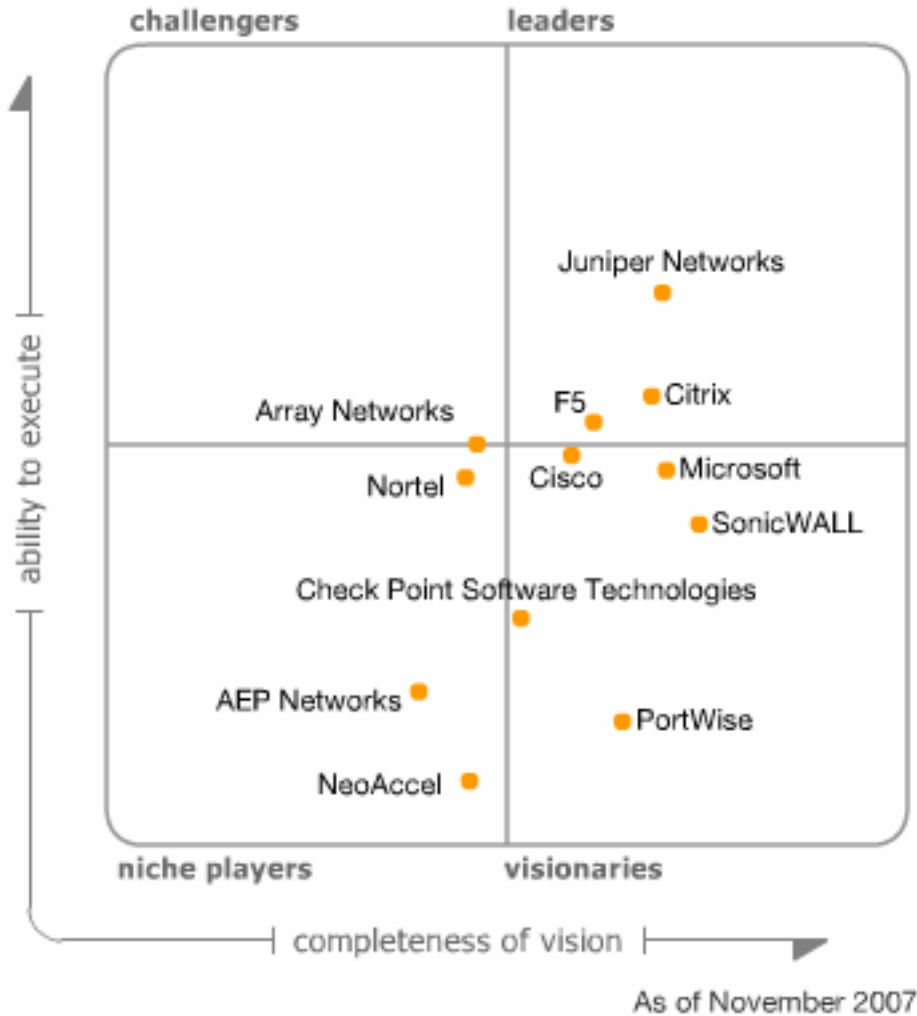 challengers
leaders
Juniper Networks
Citrix
F5
Array Networks
Cisco
Microsoft
Nortel
SonicWALL
Check Point Software Technologies
AEP Networks
PortWise
NeoAccel
niche players
visionaries
ability to execute
completeness of vision
As of November 2007